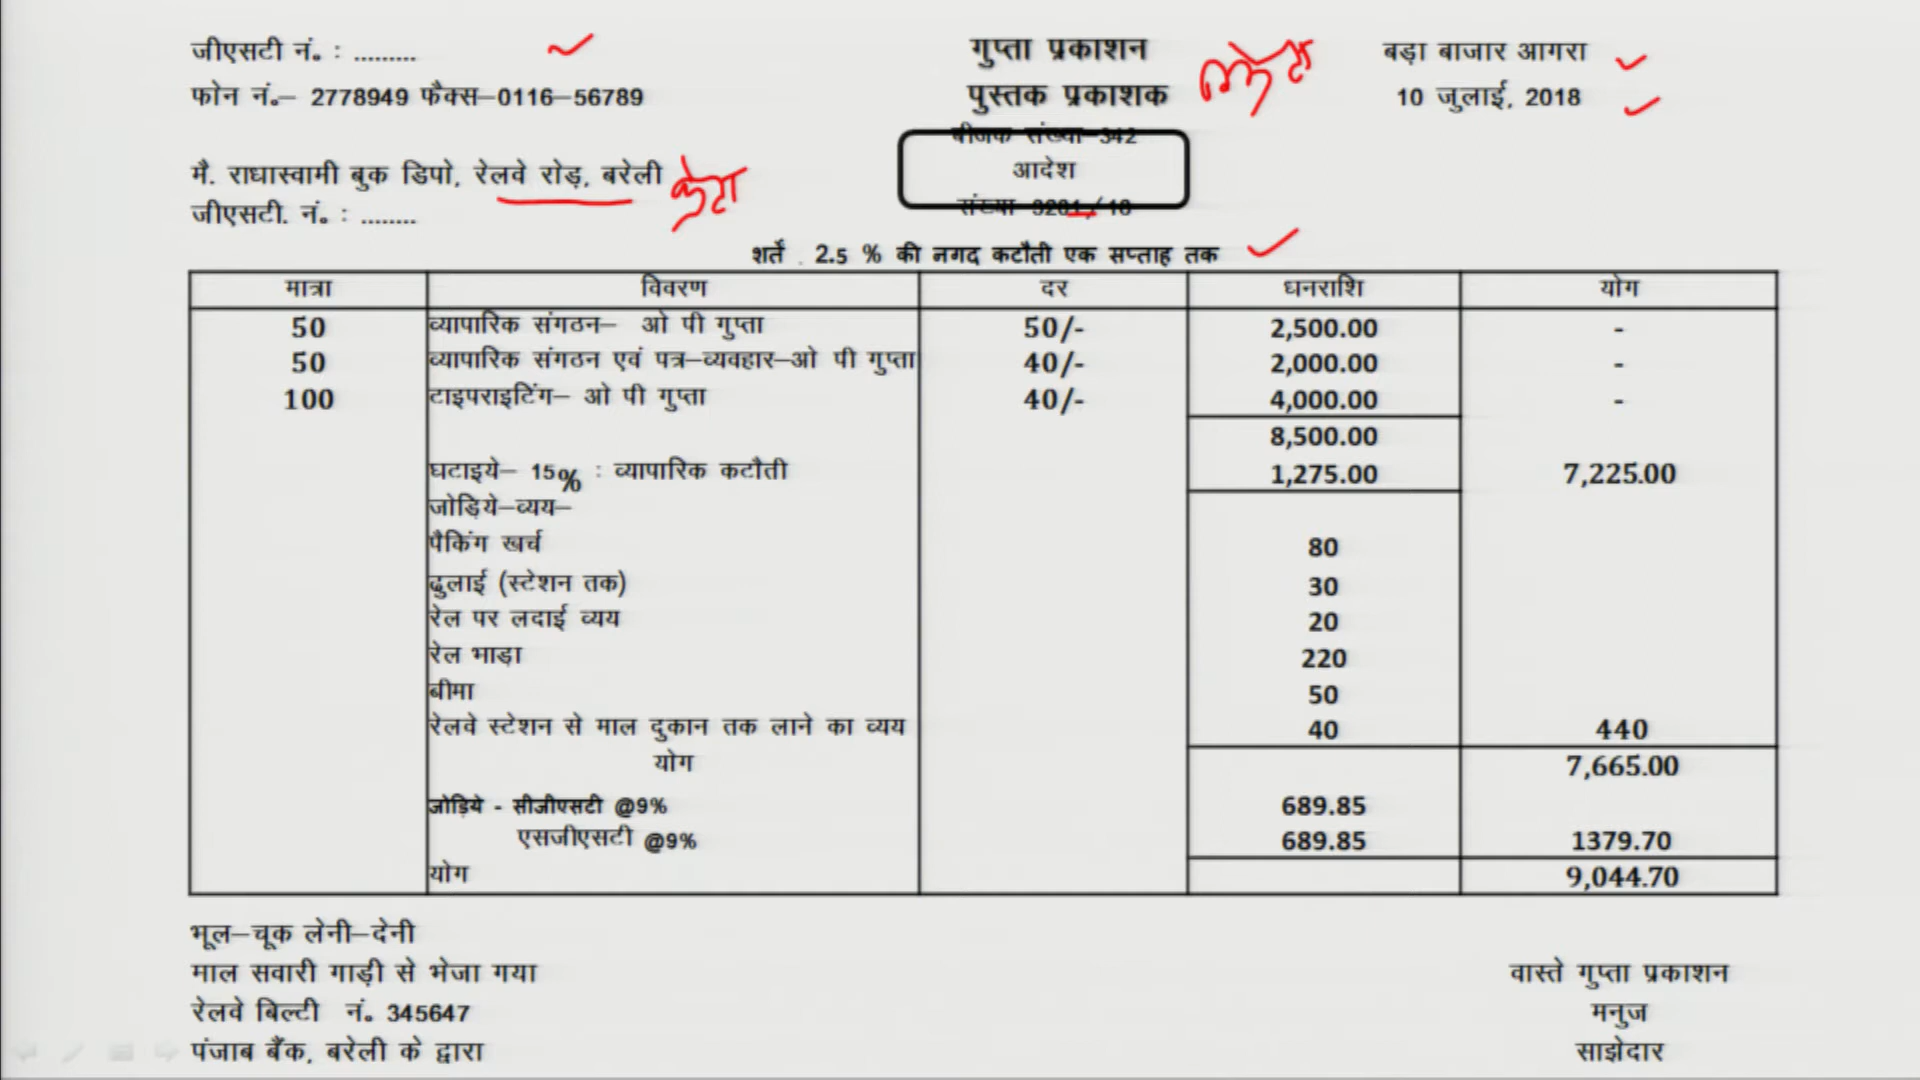 जीएसटी नं. : ........ गुप्ता प्रकाशन बड़ा बाजार आगरा
फोन नं.– 2778949 फैक्स–0116–56789 पुस्तक प्रकाशक विक्रेता 10 जुलाई, 2018
बीजक संख्या–342
मै. राधास्वामी बुक डिपो, रेलवे रोड़, बरेली क्रेता आदेश
जीएसटी. नं. : ........ संख्या 3201/18
शर्तें . 2.5 % की नगद कटौती एक सप्ताह तक
मात्रा विवरण दर धनराशि योग
50 व्यापारिक संगठन– ओ पी गुप्ता 50/- 2,500.00 -
50 व्यापारिक संगठन एवं पत्र–व्यवहार–ओ पी गुप्ता 40/- 2,000.00 -
100 टाइपराइटिंग– ओ पी गुप्ता 40/- 4,000.00 -
8,500.00
घटाइये– 15% : व्यापारिक कटौती 1,275.00 7,225.00
जोड़िये–व्यय–
पैकिंग खर्च 80
ढुलाई (स्टेशन तक) 30
रेल पर लदाई व्यय 20
रेल भाड़ा 220
बीमा 50
रेलवे स्टेशन से माल दुकान तक लाने का व्यय 40 440
योग 7,665.00
जोड़िये - सीजीएसटी @9% 689.85
एसजीएसटी @9% 689.85 1379.70
योग 9,044.70
भूल–चूक लेनी–देनी
माल सवारी गाड़ी से भेजा गया वास्ते गुप्ता प्रकाशन
रेलवे बिल्टी नं. 345647 मनुज
पंजाब बैंक, बरेली के द्वारा साझेदार